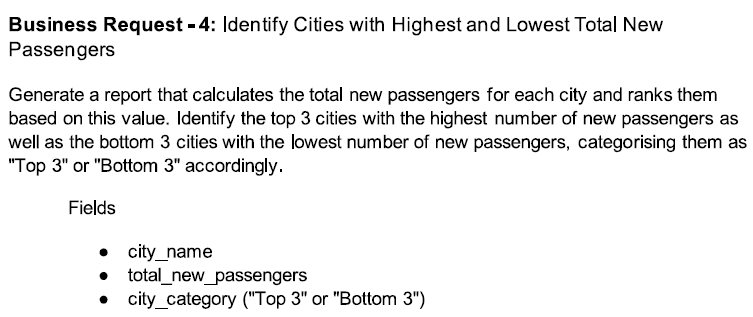 Business Request - 4: Identify Cities with Highest and Lowest Total New
Passengers
Generate a report that calculates the total new passengers for each city and ranks them
based on this value. Identify the top 3 cities with the highest number of new passengers as
well as the bottom 3 cities with the lowest number of new passengers, categorising them as
"Top 3" or "Bottom 3" accordingly.
Fields
● city_name
● total_new_passengers
● city_category ("Top 3" or "Bottom 3")